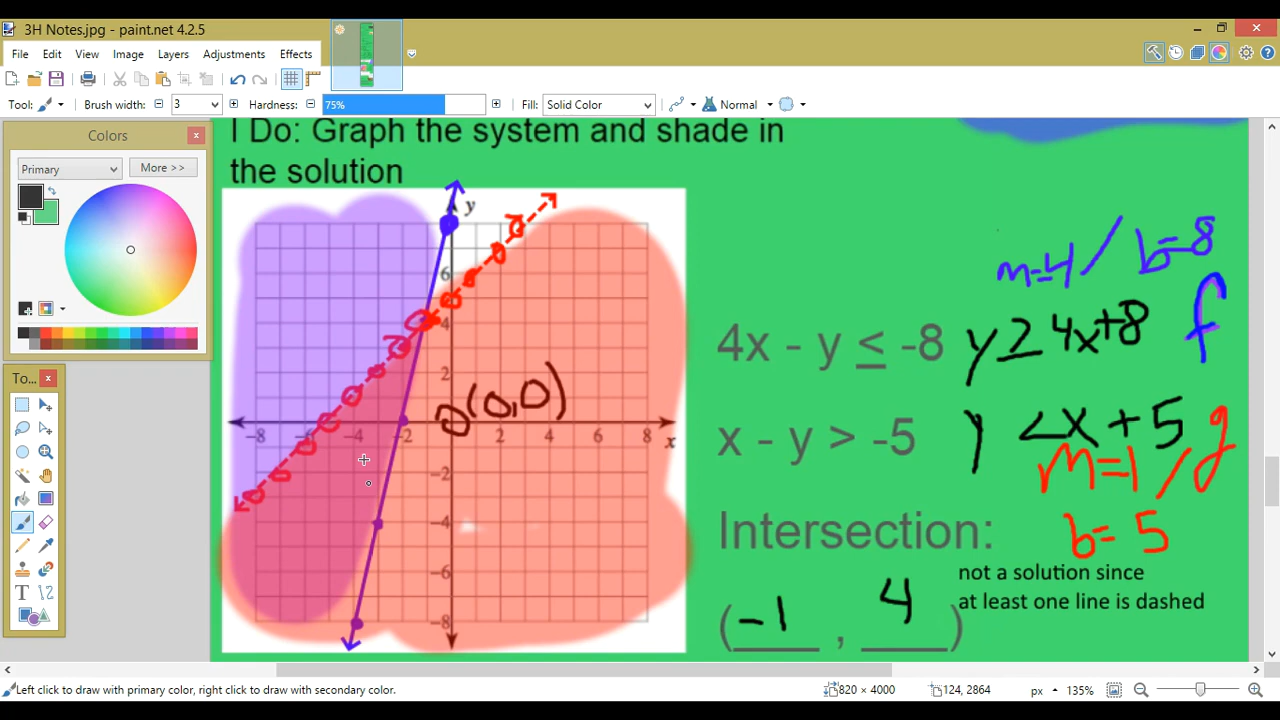 3H Notes.jpg - paint.net 4.2.5
File Edit View Image Layers Adjustments Effects
Tool: Brush width: 3 Hardness: 75% Fill: Solid Color Normal
Colors
Primary More >>
To...
I Do: Graph the system and shade in
the solution
y
6
4
2
-8 -6 -4 -2 2 4 6 8 x
(0,0)
-2
-4
-6
-8
m=4 / b=8
4x - y ≤ -8 y ≥ 4x+8 f
x - y > -5 y < x + 5
m=1 / g
b= 5
Intersection:
not a solution since
at least one line is dashed
(-1 , 4)
Left click to draw with primary color, right click to draw with secondary color. 820 × 4000 124, 2864 px 135%